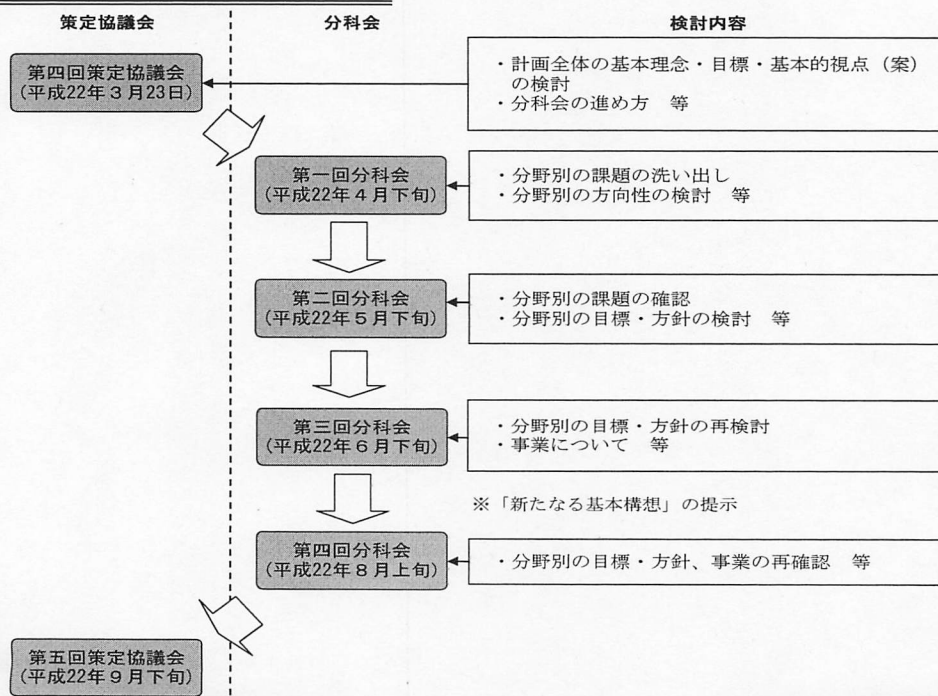 策定協議会
分科会
検討内容
第四回策定協議会
(平成22年3月23日)
・計画全体の基本理念・目標・基本的視点（案）
の検討
・分科会の進め方　等
第一回分科会
(平成22年4月下旬)
・分野別の課題の洗い出し
・分野別の方向性の検討　等
第二回分科会
(平成22年5月下旬)
・分野別の課題の確認
・分野別の目標・方針の検討　等
第三回分科会
(平成22年6月下旬)
・分野別の目標・方針の再検討
・事業について　等
※「新たなる基本構想」の提示
第四回分科会
(平成22年8月上旬)
・分野別の目標・方針、事業の再確認　等
第五回策定協議会
(平成22年9月下旬)